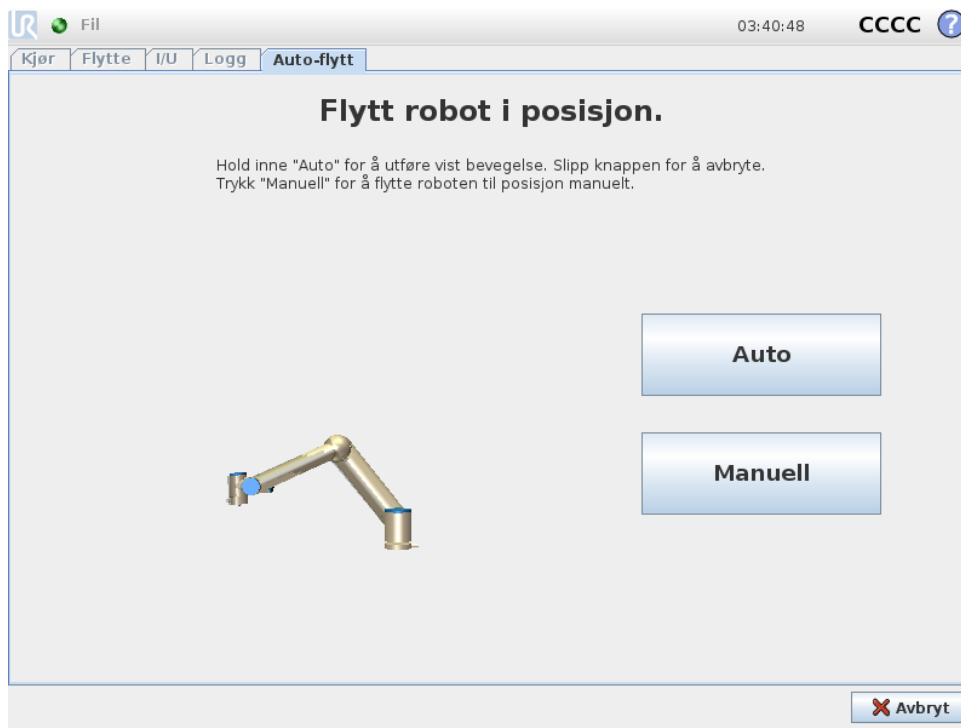 UR Fil 03:40:48 CCCC ?
Kjør Flytte I/U Logg Auto-flytt
Flytt robot i posisjon.
Hold inne "Auto" for å utføre vist bevegelse. Slipp knappen for å avbryte.
Trykk "Manuell" for å flytte roboten til posisjon manuelt.
Auto
Manuell
Avbryt